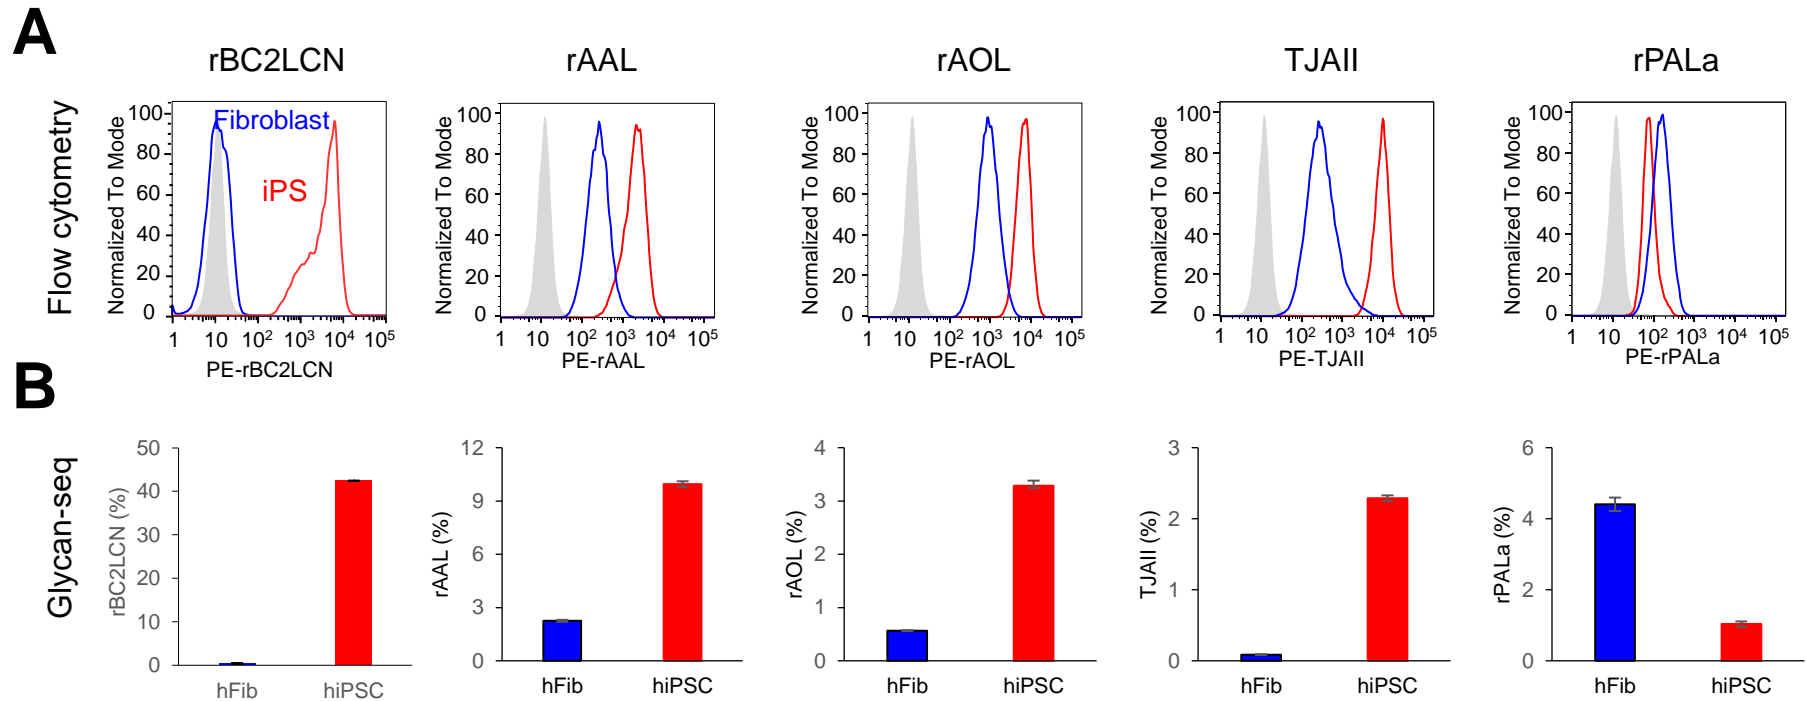 A
rBC2LCN
rAAL
rAOL
TJAII
rPALa
Flow cytometry
Normalized To Mode
100
80
60
40
20
0
Fibroblast
iPS
1 10 10² 10³ 10⁴ 10⁵
PE-rBC2LCN
Normalized To Mode
100
80
60
40
20
0
1 10 10² 10³ 10⁴ 10⁵
PE-rAAL
Normalized To Mode
100
80
60
40
20
0
1 10 10² 10³ 10⁴ 10⁵
PE-rAOL
Normalized To Mode
100
80
60
40
20
0
1 10 10² 10³ 10⁴ 10⁵
PE-TJAII
Normalized To Mode
100
80
60
40
20
0
1 10 10² 10³ 10⁴ 10⁵
PE-rPALa
B
Glycan-seq
rBC2LCN (%)
50
40
30
20
10
0
hFib hiPSC
rAAL (%)
12
9
6
3
0
hFib hiPSC
rAOL (%)
4
3
2
1
0
hFib hiPSC
TJAII (%)
3
2
1
0
hFib hiPSC
rPALa (%)
6
4
2
0
hFib hiPSC